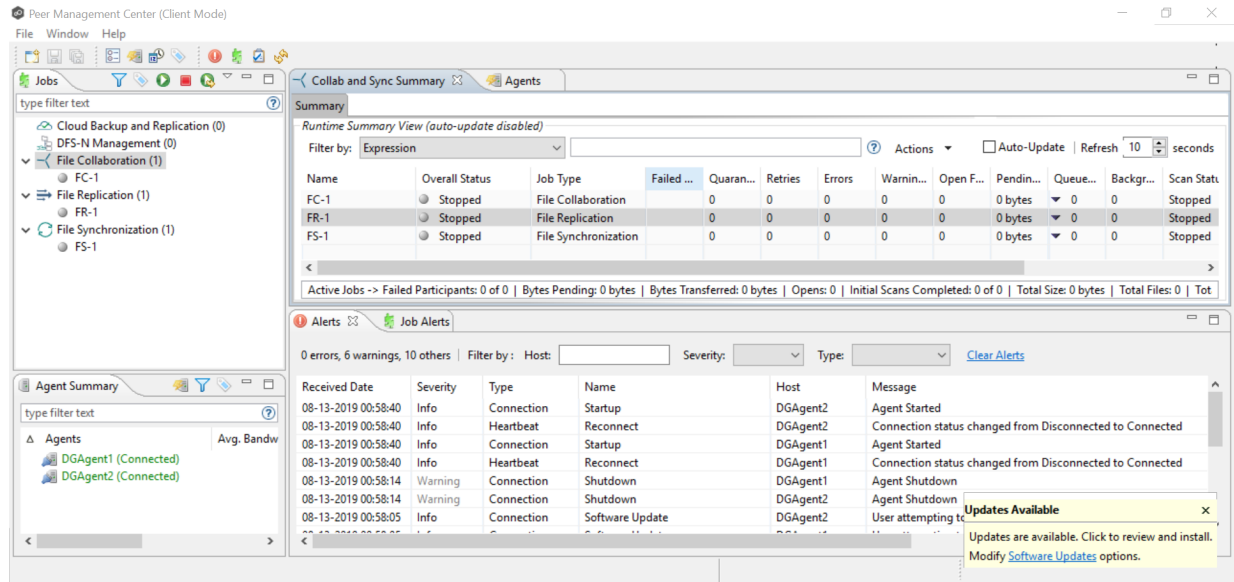 Peer Management Center (Client Mode)
File Window Help
Jobs
type filter text
Cloud Backup and Replication (0)
DFS-N Management (0)
File Collaboration (1)
FC-1
File Replication (1)
FR-1
File Synchronization (1)
FS-1
Collab and Sync Summary Agents
Summary
Runtime Summary View (auto-update disabled)
Filter by: Expression Actions Auto-Update | Refresh 10 seconds
Name Overall Status Job Type Failed ... Quaran... Retries Errors Warnin... Open F... Pendin... Queue... Backgr... Scan Statu
FC-1 Stopped File Collaboration 0 0 0 0 0 0 bytes 0 0 Stopped
FR-1 Stopped File Replication 0 0 0 0 0 0 bytes 0 0 Stopped
FS-1 Stopped File Synchronization 0 0 0 0 0 0 bytes 0 0 Stopped
Active Jobs -> Failed Participants: 0 of 0 | Bytes Pending: 0 bytes | Bytes Transferred: 0 bytes | Opens: 0 | Initial Scans Completed: 0 of 0 | Total Size: 0 bytes | Total Files: 0 | Tot
Alerts Job Alerts
0 errors, 6 warnings, 10 others | Filter by : Host: Severity: Type: Clear Alerts
Received Date Severity Type Name Host Message
08-13-2019 00:58:40 Info Connection Startup DGAgent2 Agent Started
08-13-2019 00:58:40 Info Heartbeat Reconnect DGAgent2 Connection status changed from Disconnected to Connected
08-13-2019 00:58:40 Info Connection Startup DGAgent1 Agent Started
08-13-2019 00:58:40 Info Heartbeat Reconnect DGAgent1 Connection status changed from Disconnected to Connected
08-13-2019 00:58:14 Warning Connection Shutdown DGAgent1 Agent Shutdown
08-13-2019 00:58:14 Warning Connection Shutdown DGAgent2 Agent Shutdown
08-13-2019 00:58:05 Info Connection Software Update DGAgent2 User attempting to
Agent Summary
type filter text
Agents Avg. Bandw
DGAgent1 (Connected)
DGAgent2 (Connected)
Updates Available
Updates are available. Click to review and install.
Modify Software Updates options.